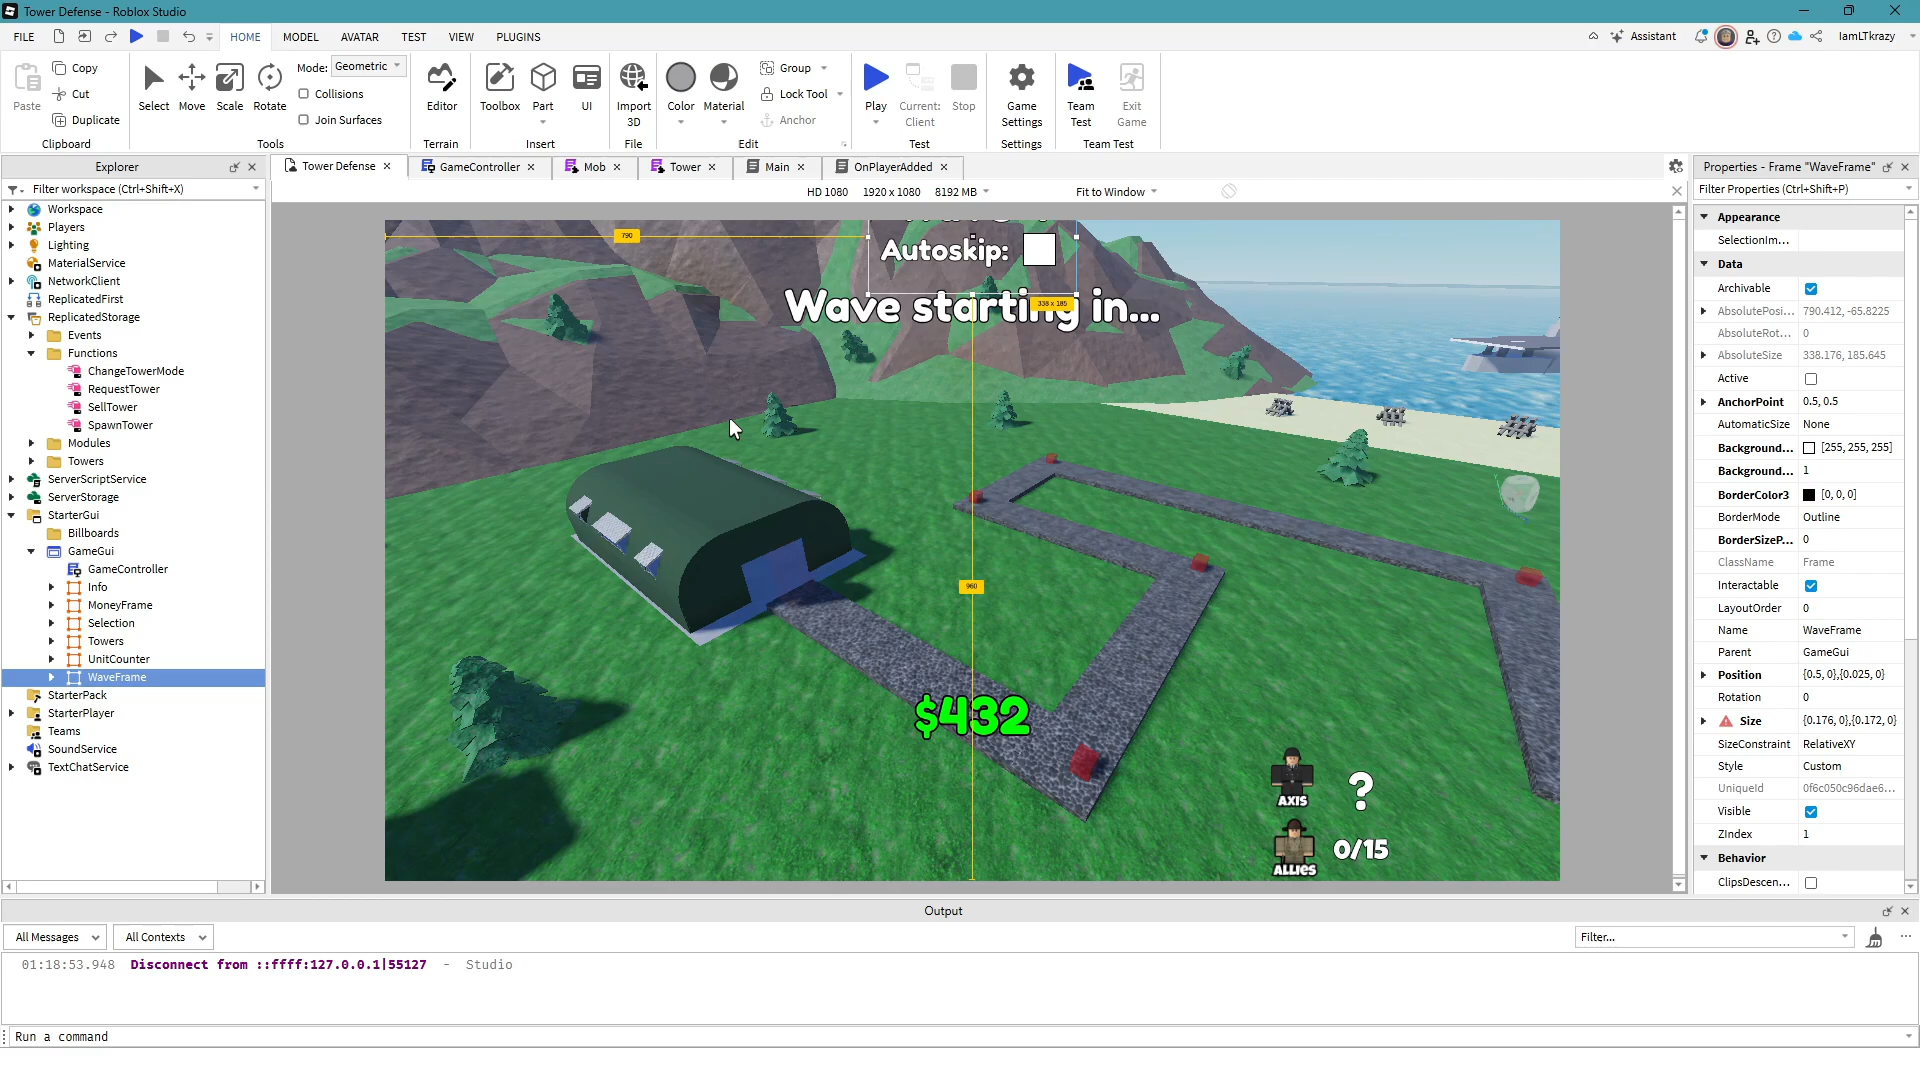 Tower Defense - Roblox Studio
FILE HOME MODEL AVATAR TEST VIEW PLUGINS
Assistant IamLTkrazy
Paste Copy Cut Duplicate
Clipboard
Select Move Scale Rotate
Mode: Geometric
Collisions
Join Surfaces
Tools
Editor
Terrain
Toolbox Part UI
Insert
Import 3D
File
Color Material
Group
Lock Tool
Anchor
Edit
Play Current: Client Stop
Test
Game Settings
Settings
Team Test Exit Game
Team Test
Explorer
Filter workspace (Ctrl+Shift+X)
Workspace
Players
Lighting
MaterialService
NetworkClient
ReplicatedFirst
ReplicatedStorage
Events
Functions
ChangeTowerMode
RequestTower
SellTower
SpawnTower
Modules
Towers
ServerScriptService
ServerStorage
StarterGui
Billboards
GameGui
GameController
Info
MoneyFrame
Selection
Towers
UnitCounter
WaveFrame
StarterPack
StarterPlayer
Teams
SoundService
TextChatService
Tower Defense GameController Mob Tower Main OnPlayerAdded
HD 1080 1920 x 1080 8192 MB Fit to Window
790
Autoskip:
338 x 185
Wave starting in...
960
$432
AXIS ?
ALLIES 0/15
Properties - Frame "WaveFrame"
Filter Properties (Ctrl+Shift+P)
Appearance
SelectionIm...
Data
Archivable
AbsolutePosi... 790.412, -65.8225
AbsoluteRot... 0
AbsoluteSize 338.176, 185.645
Active
AnchorPoint 0.5, 0.5
AutomaticSize None
Background... [255, 255, 255]
Background... 1
BorderColor3 [0, 0, 0]
BorderMode Outline
BorderSizeP... 0
ClassName Frame
Interactable
LayoutOrder 0
Name WaveFrame
Parent GameGui
Position {0.5, 0},{0.025, 0}
Rotation 0
Size {0.176, 0},{0.172, 0}
SizeConstraint RelativeXY
Style Custom
UniqueId 0f6c050c96dae6...
Visible
ZIndex 1
Behavior
ClipsDescen...
Output
All Messages All Contexts Filter...
01:18:53.948 Disconnect from ::ffff:127.0.0.1|55127 - Studio
Run a command